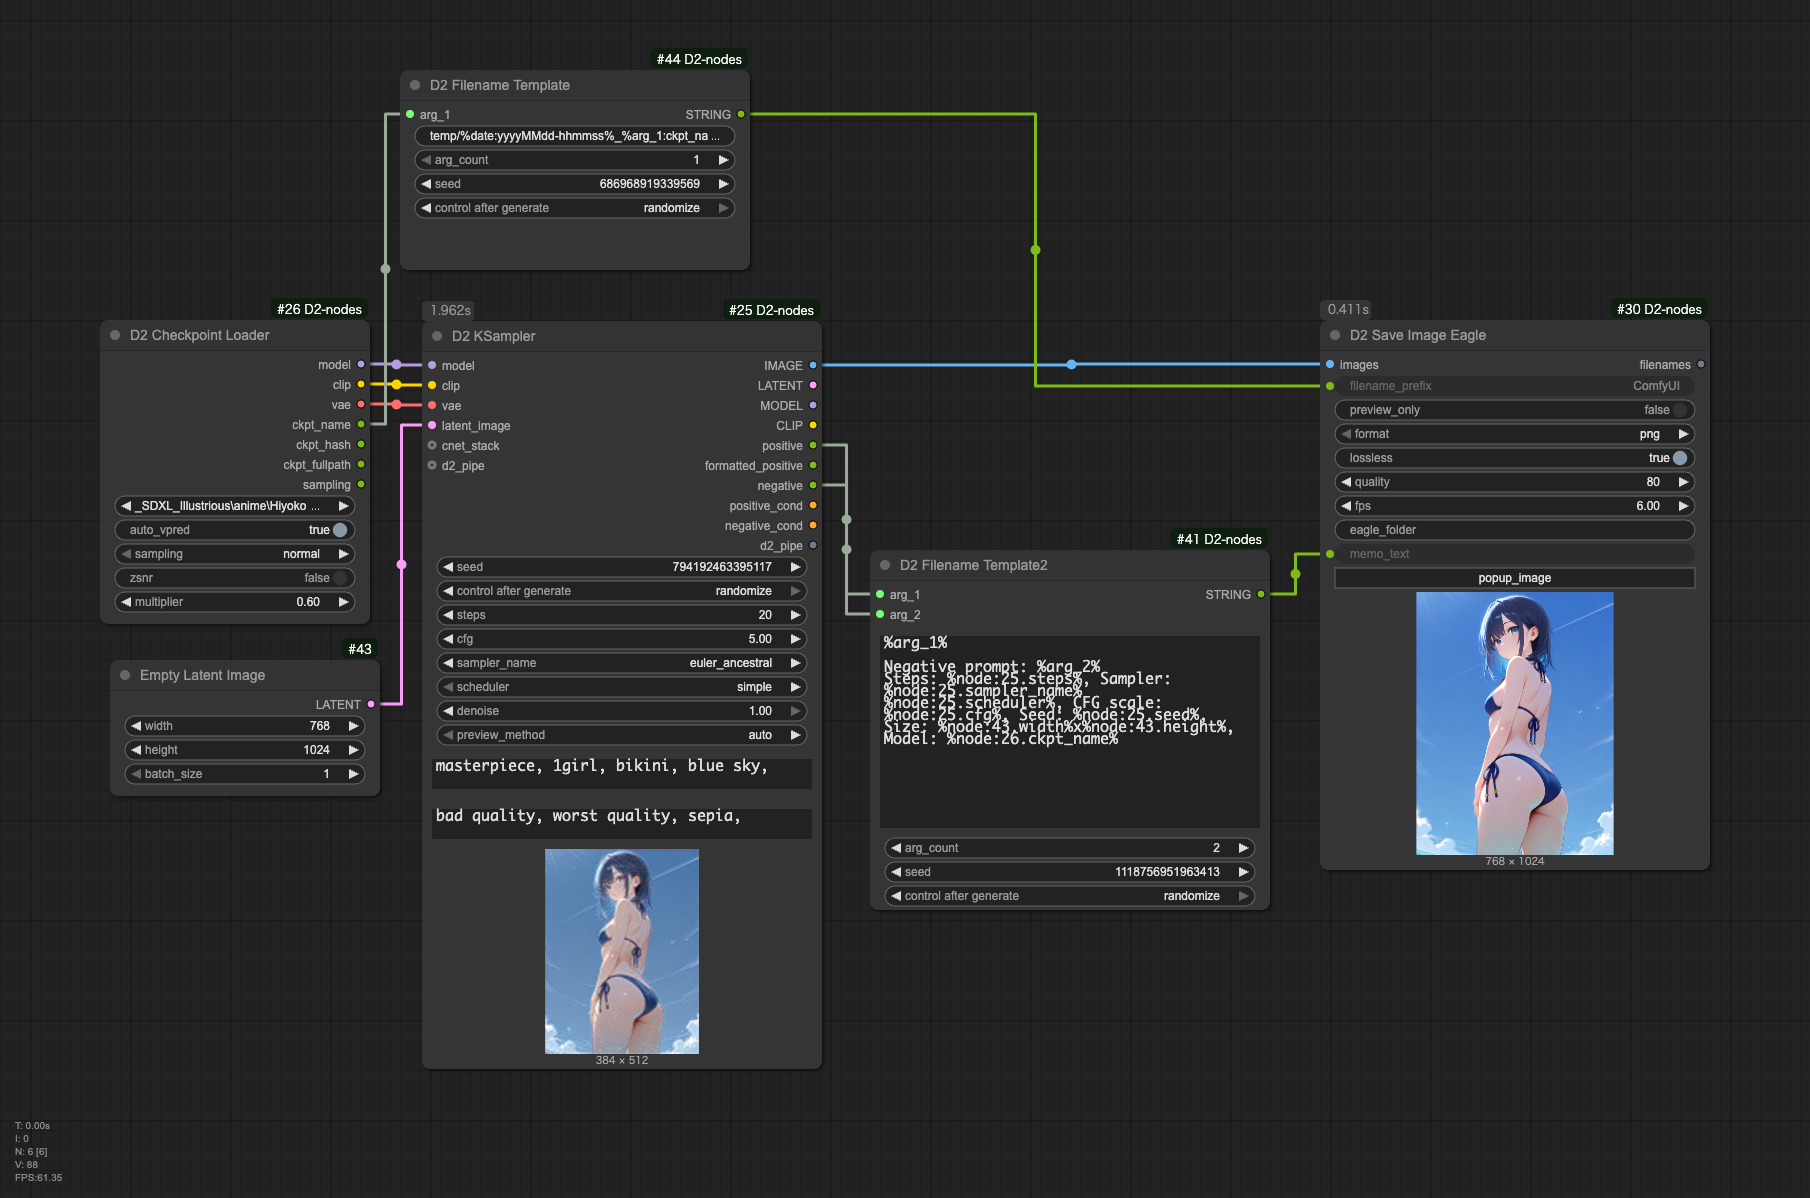 #44 D2-nodes
D2 Filename Template
arg_1 STRING
temp/%date:yyyyMMdd-hhmmss%_%arg_1:ckpt_na ...
arg_count 1
seed 686968919339569
control after generate randomize
#26 D2-nodes
D2 Checkpoint Loader
model
clip
vae
ckpt_name
ckpt_hash
ckpt_fullpath
sampling
_SDXL_Illustrious\anime\Hiyoko ...
auto_vpred true
sampling normal
zsnr false
multiplier 0.60
#43
Empty Latent Image
LATENT
width 768
height 1024
batch_size 1
1.962s #25 D2-nodes
D2 KSampler
model IMAGE
clip LATENT
vae MODEL
latent_image CLIP
cnet_stack positive
d2_pipe formatted_positive
negative
positive_cond
negative_cond
d2_pipe
seed 794192463395117
control after generate randomize
steps 20
cfg 5.00
sampler_name euler_ancestral
scheduler simple
denoise 1.00
preview_method auto
masterpiece, 1girl, bikini, blue sky,
bad quality, worst quality, sepia,
384 × 512
#41 D2-nodes
D2 Filename Template2
arg_1 STRING
arg_2
%arg_1%
Negative prompt: %arg_2%
Steps: %node:25.steps%, Sampler:
%node:25.sampler_name%
%node:25.scheduler%, CFG scale:
%node:25.cfg%, Seed: %node:25.seed%,
Size: %node:43.width%x%node:43.height%,
Model: %node:26.ckpt_name%
arg_count 2
seed 1118756951963413
control after generate randomize
0.411s #30 D2-nodes
D2 Save Image Eagle
images filenames
filename_prefix ComfyUI
preview_only false
format png
lossless true
quality 80
fps 6.00
eagle_folder
memo_text
popup_image
768 × 1024
T: 0.00s
I: 0
N: 6 [6]
V: 88
FPS:61.35